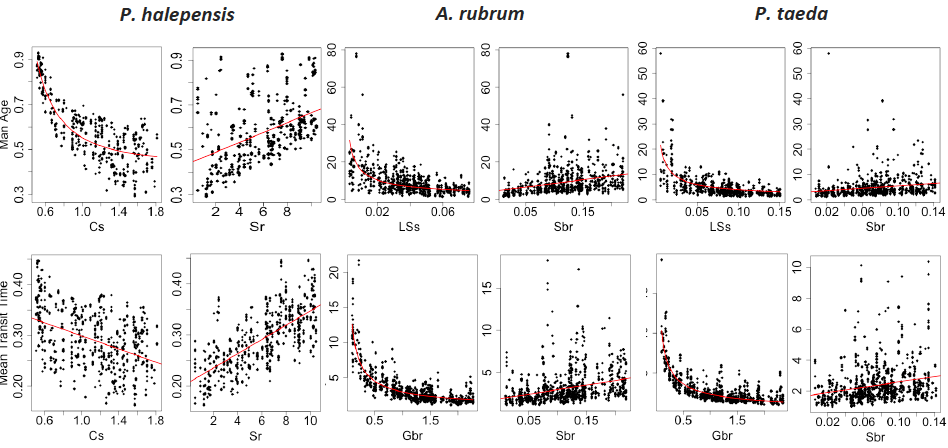 P. halepensis A. rubrum P. taeda
Man Age
0.3 0.5 0.7 0.9
0.6 1.0 1.4 1.8
Cs
0.3 0.5 0.7 0.9
2 4 6 8
Sr
0 20 40 60 80
0.02 0.06
LSs
0 20 40 60 80
0.05 0.15
Sbr
0 10 20 30 40 50 60
0.05 0.10 0.15
LSs
0 10 20 30 40 50 60
0.02 0.06 0.10 0.14
Sbr
Mean Transit Time
0.20 0.30 0.40
0.6 1.0 1.4 1.8
Cs
0.20 0.30 0.40
2 4 6 8 10
Sr
5 10 15 20
0.5 1.5
Gbr
5 10 15
0.05 0.15
Sbr
0.5 1.5
Gbr
2 4 6 8 10
0.02 0.06 0.10 0.14
Sbr